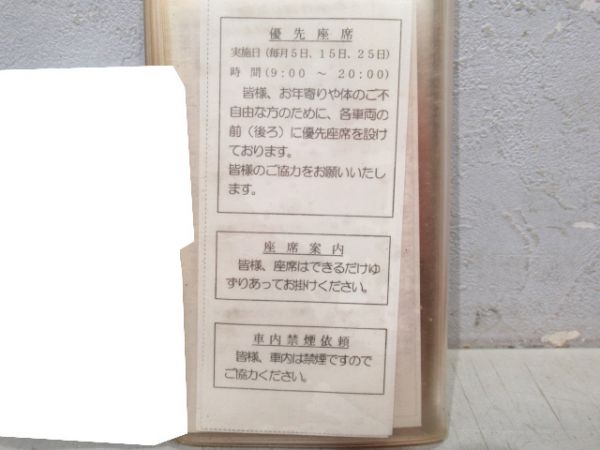 優先座席
実施日(毎月5日、15日、25日)
時間(9:00 ~ 20:00)
皆様、お年寄りや体のご不
自由な方のために、各車両の
前(後ろ)に優先座席を設け
ております。
皆様のご協力をお願いいたし
ます。
座席案内
皆様、座席はできるだけゆ
ずりあってお掛けください。
車内禁煙依頼
皆様、車内は禁煙ですので
ご協力ください。